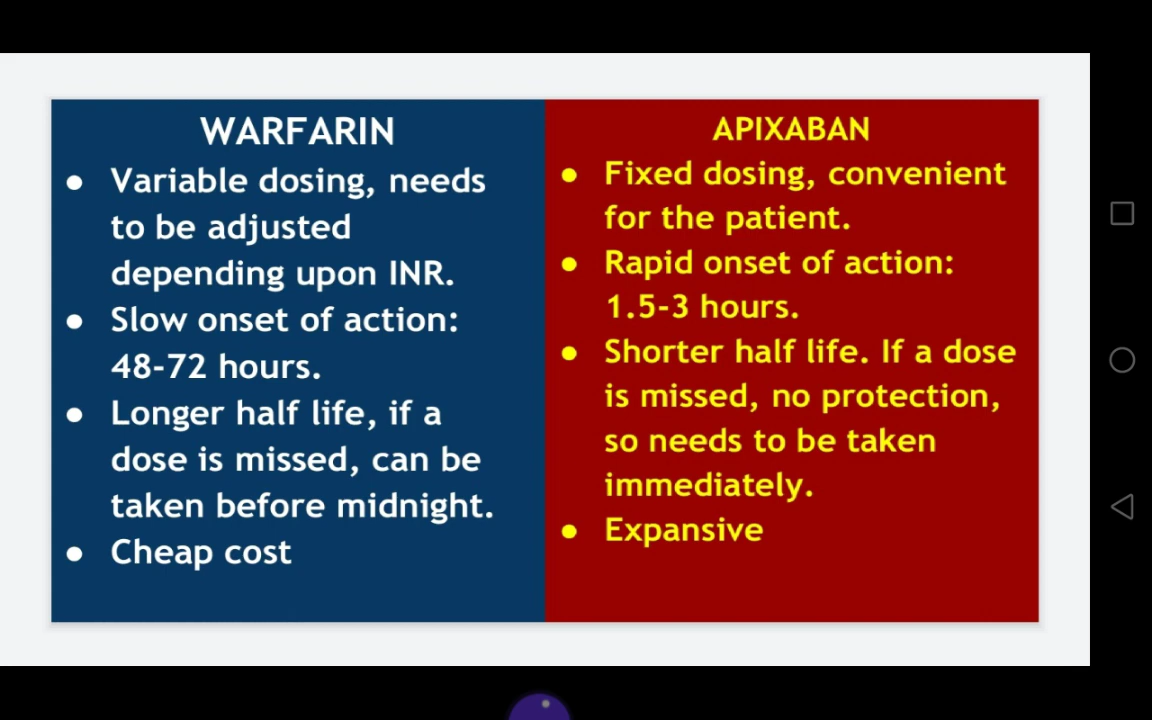 WARFARIN
● Variable dosing, needs
to be adjusted
depending upon INR.
● Slow onset of action:
48-72 hours.
● Longer half life, if a
dose is missed, can be
taken before midnight.
● Cheap cost
APIXABAN
● Fixed dosing, convenient
for the patient.
● Rapid onset of action:
1.5-3 hours.
● Shorter half life. If a dose
is missed, no protection,
so needs to be taken
immediately.
● Expansive